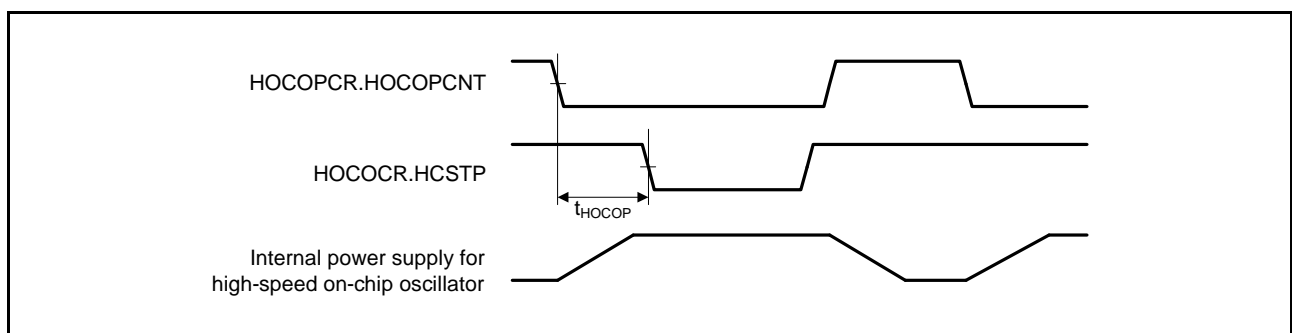 HOCOPCR.HOCOPCNT
HOCOCR.HCSTP
tHOCOP
Internal power supply for
high-speed on-chip oscillator